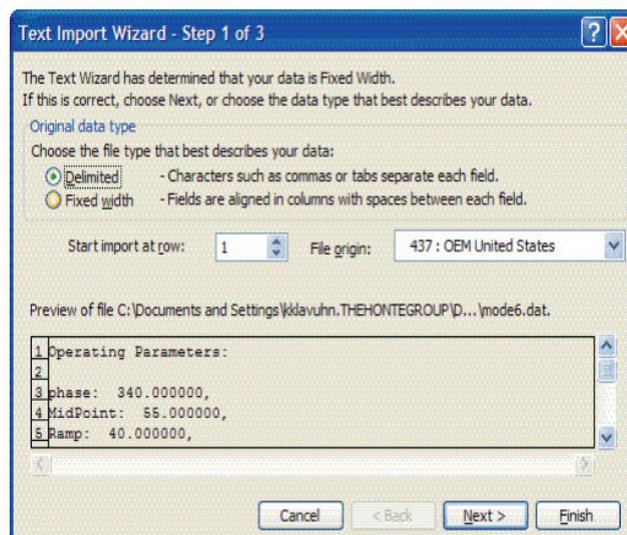 Text Import Wizard - Step 1 of 3
The Text Wizard has determined that your data is Fixed Width.
If this is correct, choose Next, or choose the data type that best describes your data.
Original data type
Choose the file type that best describes your data:
Delimited - Characters such as commas or tabs separate each field.
Fixed width - Fields are aligned in columns with spaces between each field.
Start import at row: 1 File origin: 437 : OEM United States
Preview of file C:\Documents and Settings\kklavuhn.THEHONTEGROUP\D...\mode6.dat.
1 Operating Parameters:
2
3 phase: 340.000000,
4 MidPoint: 55.000000,
5 Ramp: 40.000000,
Cancel < Back Next > Finish